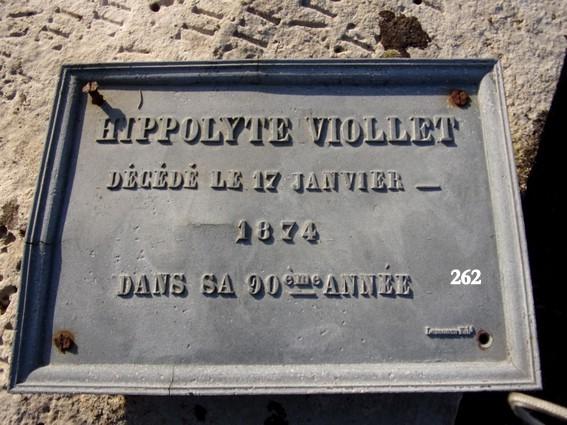 HIPPOLYTE VIOLLET
DÉCÉDÉ LE 17 JANVIER —
1874
DANS SA 90ème ANNÉE
262